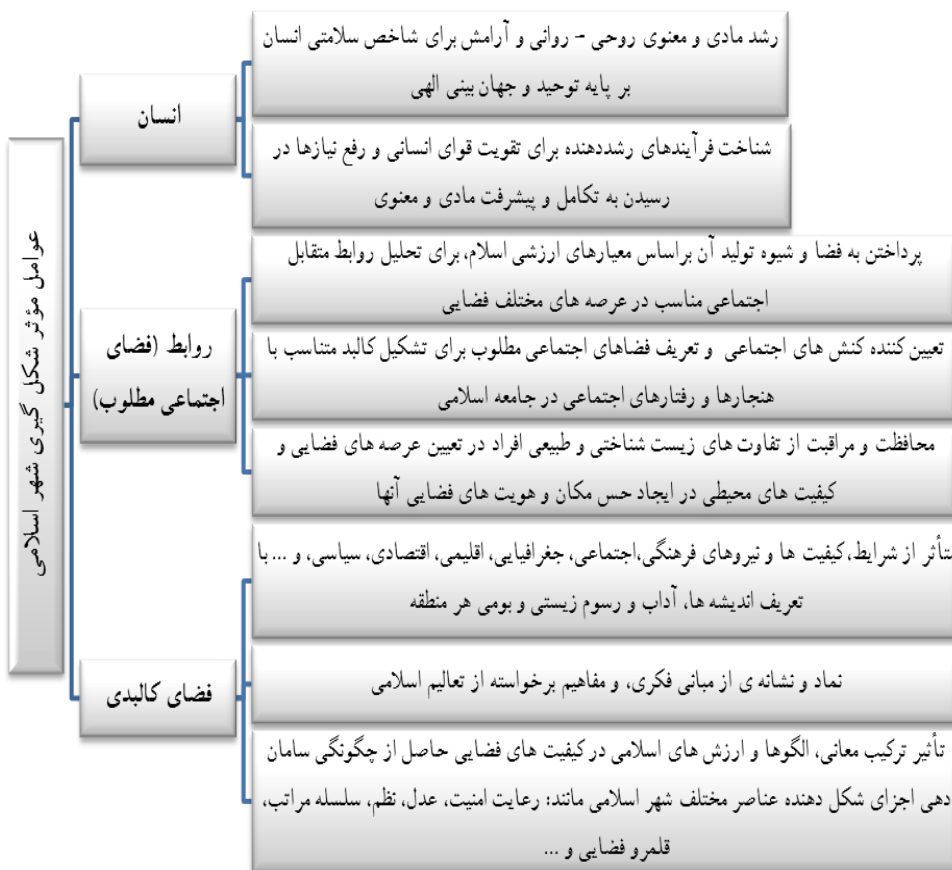 عوامل مؤثر شکل گیری شهر اسلامی
انسان
رشد مادی و معنوی روحی - روانی و آرامش برای شاخص سلامتی انسان
بر پایه توحید و جهان بینی الهی
شناخت فرآیندهای رشددهنده برای تقویت قوای انسانی و رفع نیازها در
رسیدن به تکامل و پیشرفت مادی و معنوی
روابط (فضای
اجتماعی مطلوب)
پرداختن به فضا و شیوه تولید آن براساس معیارهای ارزشی اسلام، برای تحلیل روابط متقابل
اجتماعی مناسب در عرصه های مختلف فضایی
تعیین کننده کنش های اجتماعی و تعریف فضاهای اجتماعی مطلوب برای تشکیل کالبد متناسب با
هنجارها و رفتارهای اجتماعی در جامعه اسلامی
محافظت و مراقبت از تفاوت های زیست شناختی و طبیعی افراد در تعیین عرصه های فضایی و
کیفیت های محیطی در ایجاد حس مکان و هویت های فضایی آنها
فضای کالبدی
متأثر از شرایط،کیفیت ها و نیروهای فرهنگی،اجتماعی، جغرافیایی، اقلیمی، اقتصادی، سیاسی، و ... با
تعریف اندیشه ها، آداب و رسوم زیستی و بومی هر منطقه
نماد و نشانه ی از مبانی فکری، و مفاهیم برخواسته از تعالیم اسلامی
تأثیر ترکیب معانی، الگوها و ارزش های اسلامی در کیفیت های فضایی حاصل از چگونگی سامان
دهی اجزای شکل دهنده عناصر مختلف شهر اسلامی مانند: رعایت امنیت، عدل، نظم، سلسله مراتب،
قلمرو فضایی و ...